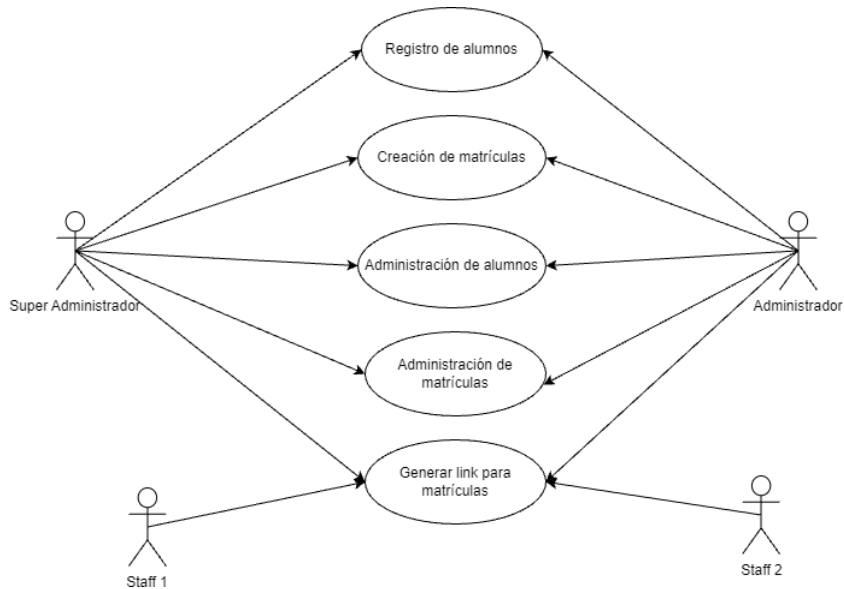 Registro de alumnos
Creación de matrículas
Administración de alumnos
Super Administrador
Administrador
Administración de
matrículas
Generar link para
matrículas
Staff 1
Staff 2